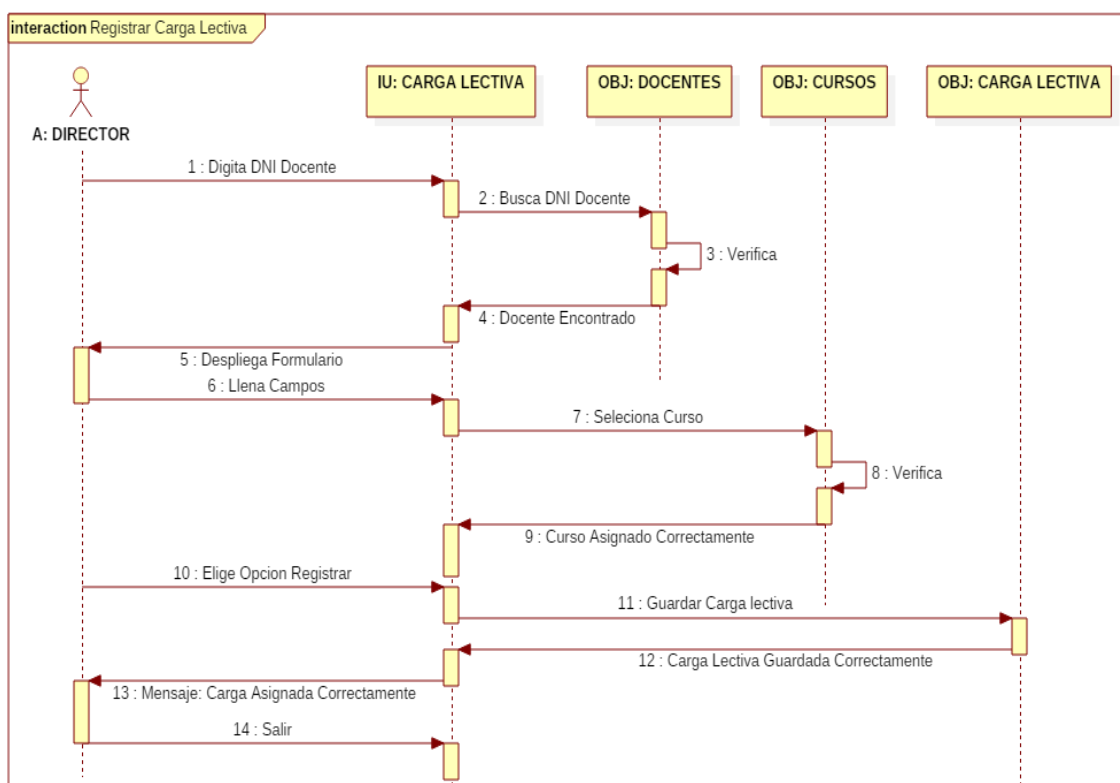 interaction Registrar Carga Lectiva
A: DIRECTOR
IU: CARGA LECTIVA
OBJ: DOCENTES
OBJ: CURSOS
OBJ: CARGA LECTIVA
1 : Digita DNI Docente
2 : Busca DNI Docente
3 : Verifica
4 : Docente Encontrado
5 : Despliega Formulario
6 : Llena Campos
7 : Seleciona Curso
8 : Verifica
9 : Curso Asignado Correctamente
10 : Elige Opcion Registrar
11 : Guardar Carga lectiva
12 : Carga Lectiva Guardada Correctamente
13 : Mensaje: Carga Asignada Correctamente
14 : Salir